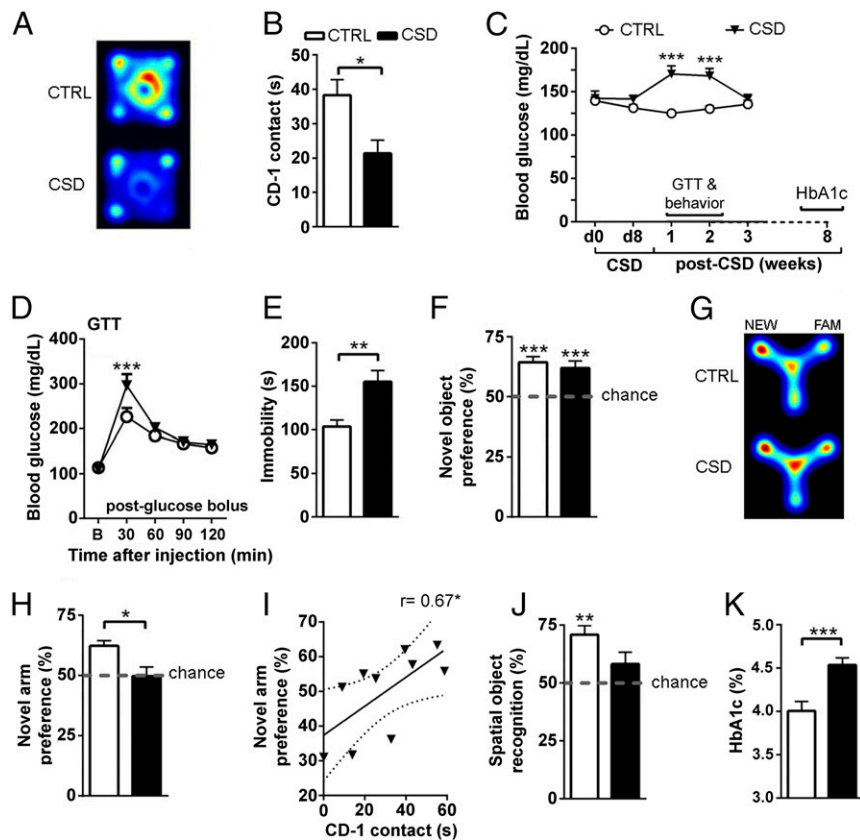 A
CTRL
CSD
B
CTRL CSD
*
CD-1 contact (s)
50
40
30
20
10
0
C
CTRL CSD
*** ***
Blood glucose (mg/dL)
200
150
100
50
0
GTT &
behavior
HbA1c
d0 d8 1 2 3 8
CSD post-CSD (weeks)
D
GTT
***
Blood glucose (mg/dL)
400
300
200
100
0
post-glucose bolus
B 30 60 90 120
Time after injection (min)
E
**
Immobility (s)
200
150
100
50
0
F
*** ***
Novel object
preference (%)
75
50
25
0
chance
G
NEW FAM
CTRL
CSD
H
*
Novel arm
preference (%)
75
50
25
0
chance
I
r= 0.67*
Novel arm
preference (%)
70
60
50
40
30
20
0 20 40 60
CD-1 contact (s)
J
**
Spatial object
recognition (%)
75
50
25
0
chance
K
***
HbA1c (%)
5.0
4.5
4.0
3.5
3.0